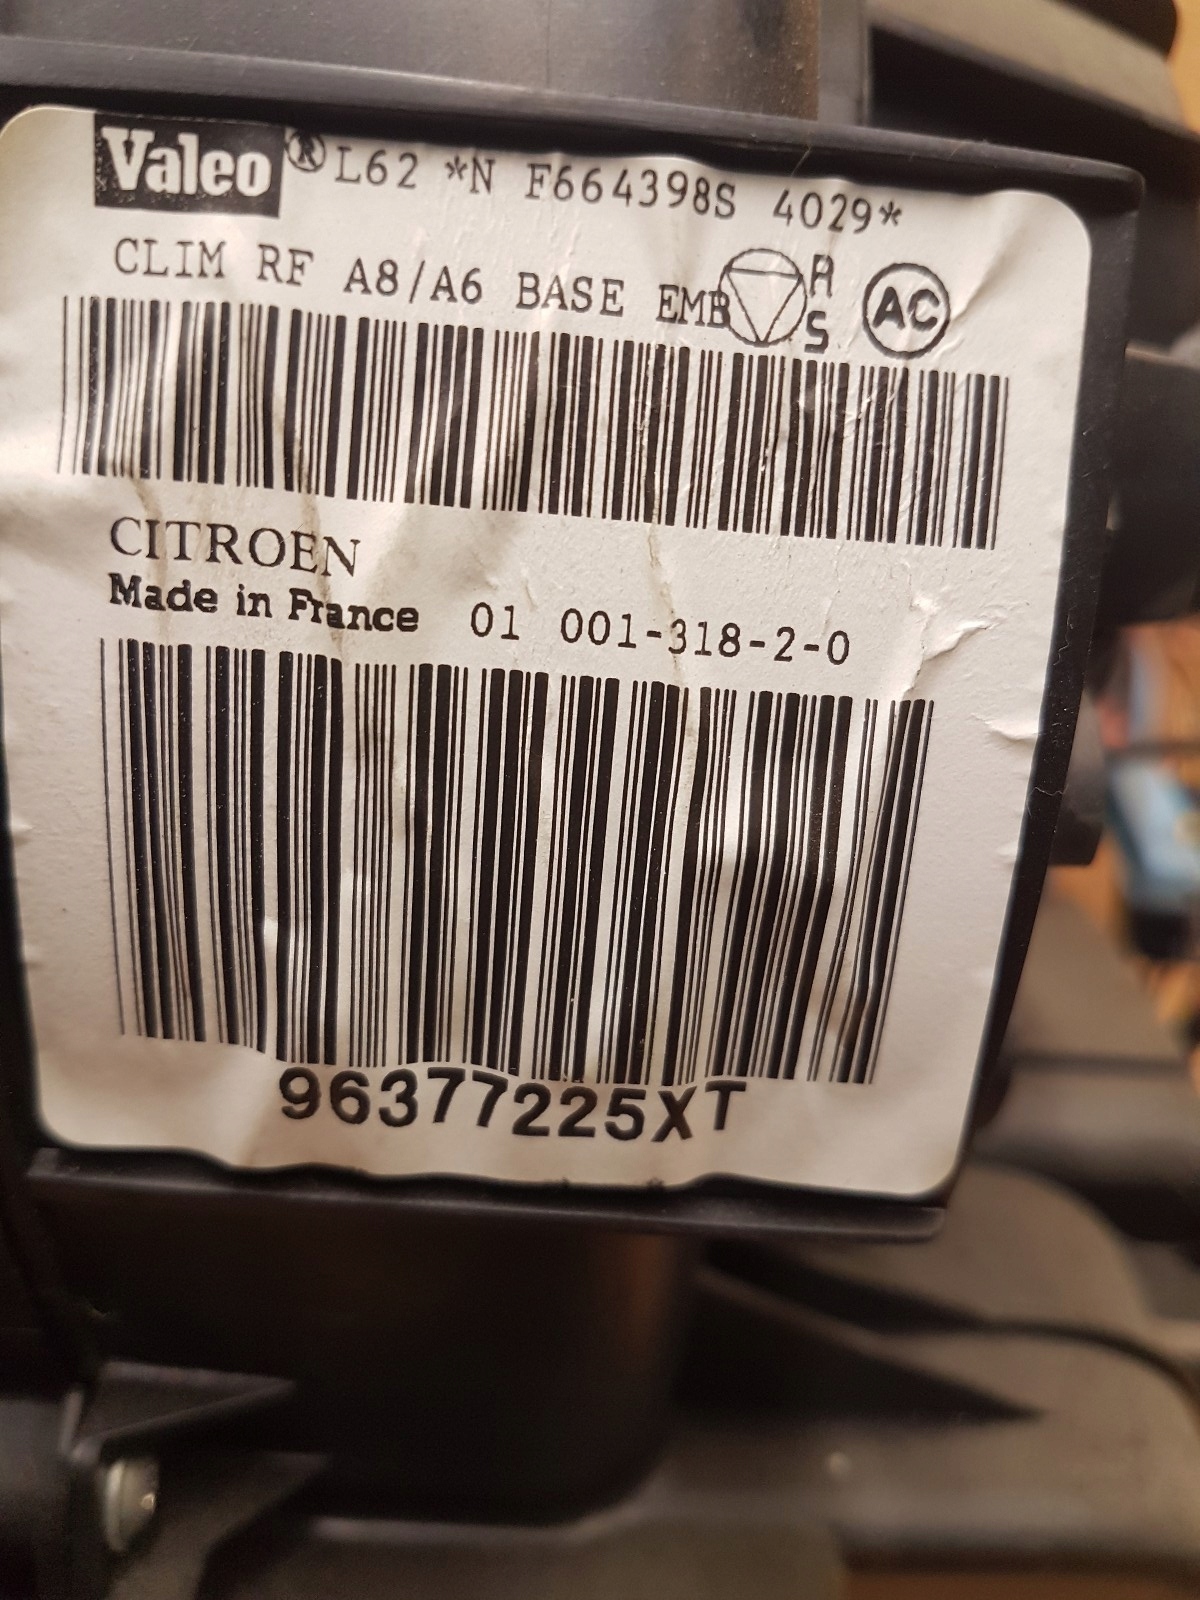 Valeo® L62 *N F664398S 4029*
CLIM RF A8/A6 BASE EMB R S AC
CITROEN
Made in France 01 001-318-2-0
96377225XT